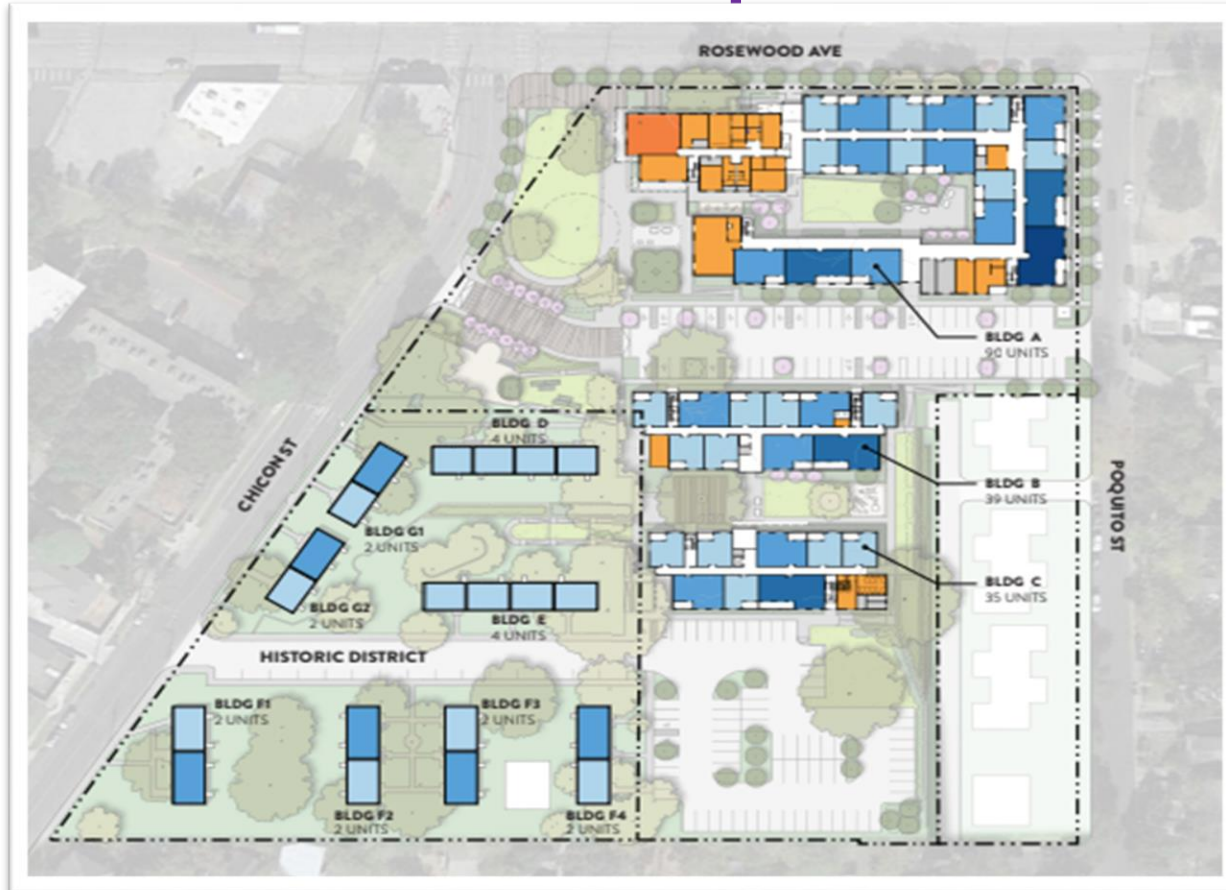 ROSEWOOD AVE
BLDG A
90 UNITS
BLDG D
4 UNITS
CHICON ST
BLDG B
39 UNITS
POQUITO ST
BLDG G1
2 UNITS
BLDG C
35 UNITS
BLDG G2
2 UNITS
BLDG E
4 UNITS
HISTORIC DISTRICT
BLDG F1
2 UNITS
BLDG F3
2 UNITS
BLDG F2
2 UNITS
BLDG F4
2 UNITS